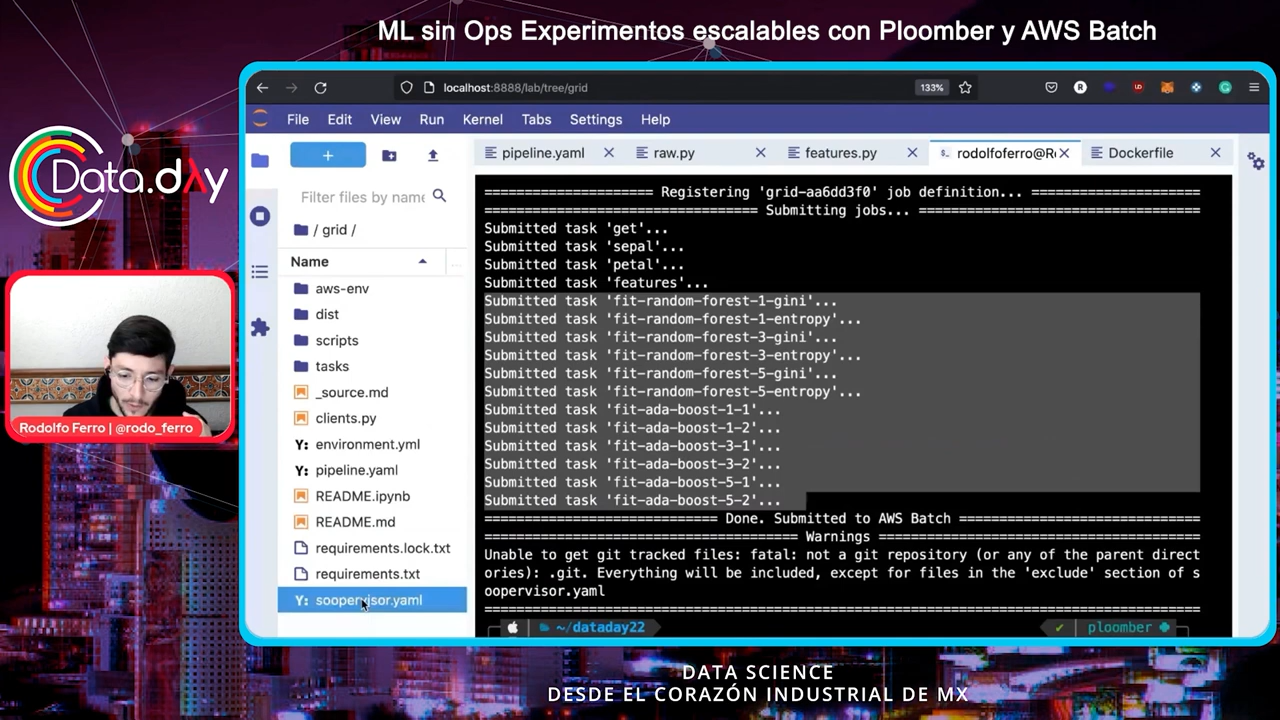 ML sin Ops Experimentos escalables con Ploomber y AWS Batch
Data.dAy
Rodolfo Ferro | @rodo_ferro
localhost:8888/lab/tree/grid
133%
R
File Edit View Run Kernel Tabs Settings Help
+
Filter files by name
/ grid /
Name
aws-env
dist
scripts
tasks
_source.md
clients.py
Y: environment.yml
Y: pipeline.yaml
README.ipynb
README.md
requirements.lock.txt
requirements.txt
Y: soopervisor.yaml
Y: pipeline.yaml
raw.py
features.py
rodolfoferro@R
Dockerfile
===================== Registering 'grid-aa6dd3f0' job definition... =====================
================================== Submitting jobs... ===================================
Submitted task 'get'...
Submitted task 'sepal'...
Submitted task 'petal'...
Submitted task 'features'...
Submitted task 'fit-random-forest-1-gini'...
Submitted task 'fit-random-forest-1-entropy'...
Submitted task 'fit-random-forest-3-gini'...
Submitted task 'fit-random-forest-3-entropy'...
Submitted task 'fit-random-forest-5-gini'...
Submitted task 'fit-random-forest-5-entropy'...
Submitted task 'fit-ada-boost-1-1'...
Submitted task 'fit-ada-boost-1-2'...
Submitted task 'fit-ada-boost-3-1'...
Submitted task 'fit-ada-boost-3-2'...
Submitted task 'fit-ada-boost-5-1'...
Submitted task 'fit-ada-boost-5-2'...
============================= Done. Submitted to AWS Batch ==============================
======================================= Warnings ========================================
Unable to get git tracked files: fatal: not a git repository (or any of the parent direct
ories): .git. Everything will be included, except for files in the 'exclude' section of s
oopervisor.yaml
=========================================================================================
~/dataday22
✓ ploomber
DATA SCIENCE
DESDE EL CORAZÓN INDUSTRIAL DE MX